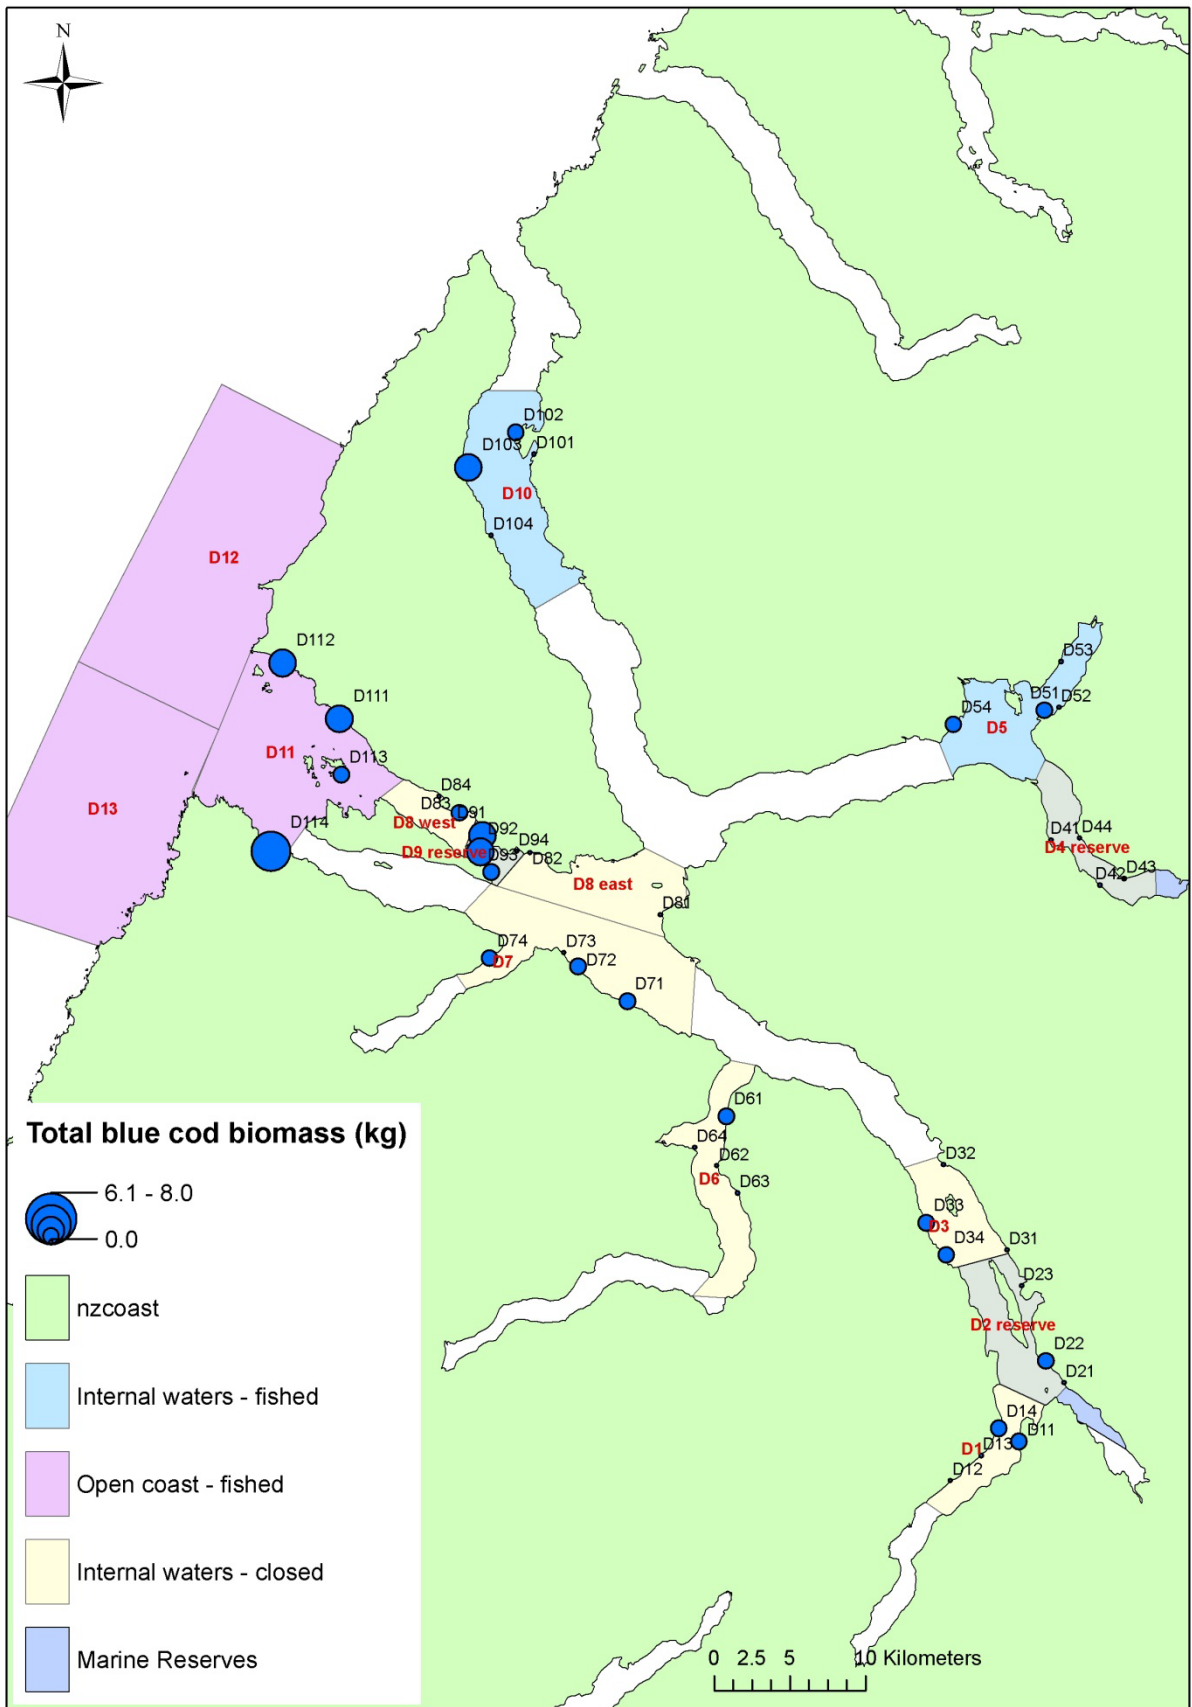 N
D102
D103
D101
D10
D104
D12
D112
D53
D111
D51
D52
D54
D5
D11
D113
D84
D13
D83
D91
D114
D8 west
D92
D94
D41
D44
D9 reserve
D93
D82
D4 reserve
D42
D43
D8 east
D81
D74
D73
D7
D72
D71
D61
Total blue cod biomass (kg)
D64
D62
D32
6.1 - 8.0
D6
D63
D33
D3
0.0
D34
D31
D23
nzcoast
D2 reserve
D22
D21
Internal waters - fished
D14
D11
D1
D13
D12
Open coast - fished
Internal waters - closed
Marine Reserves
0 2.5 5 10 Kilometers